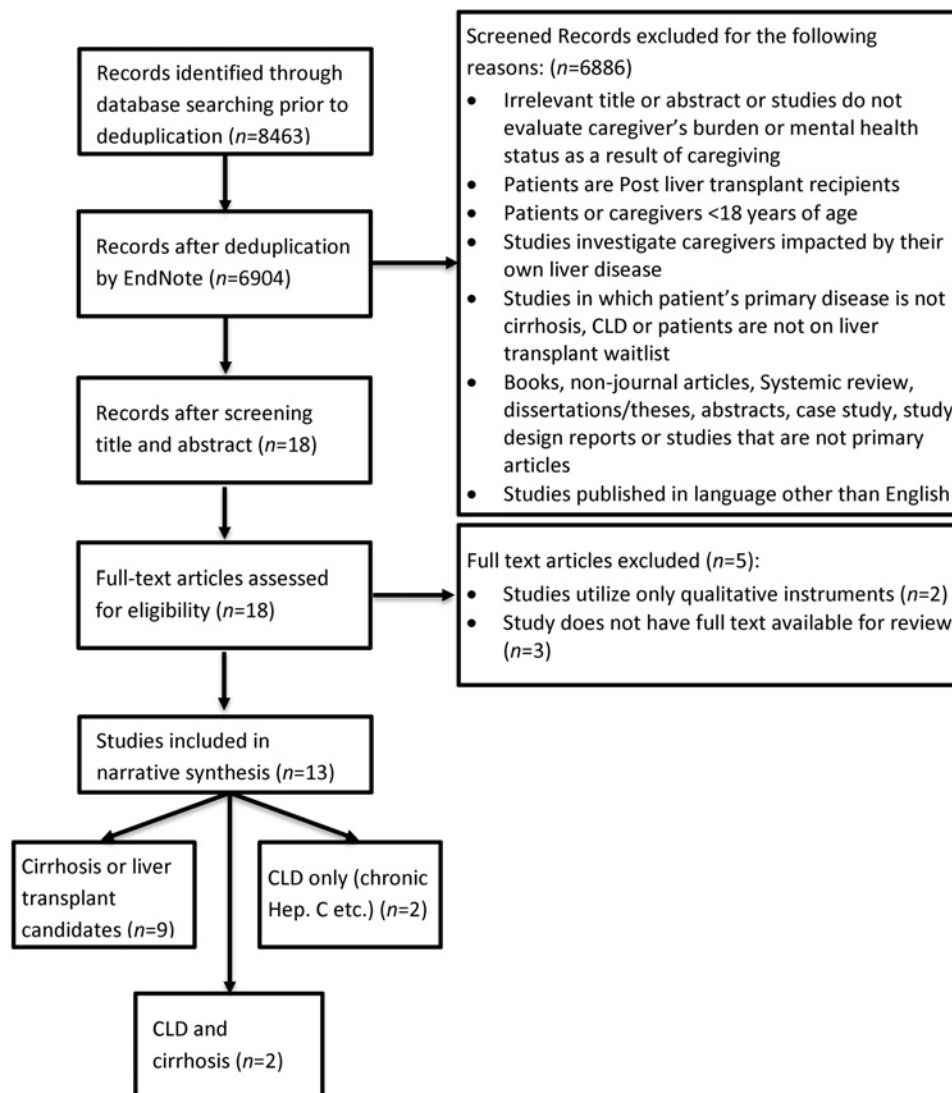 Records identified through
database searching prior to
deduplication (n=8463)
Records after deduplication
by EndNote (n=6904)
Records after screening
title and abstract (n=18)
Full-text articles assessed
for eligibility (n=18)
Studies included in
narrative synthesis (n=13)
Cirrhosis or liver
transplant
candidates (n=9)
CLD only (chronic
Hep. C etc.) (n=2)
CLD and
cirrhosis (n=2)
Screened Records excluded for the following
reasons: (n=6886)
• Irrelevant title or abstract or studies do not
evaluate caregiver's burden or mental health
status as a result of caregiving
• Patients are Post liver transplant recipients
• Patients or caregivers <18 years of age
• Studies investigate caregivers impacted by their
own liver disease
• Studies in which patient's primary disease is not
cirrhosis, CLD or patients are not on liver
transplant waitlist
• Books, non-journal articles, Systemic review,
dissertations/theses, abstracts, case study, study
design reports or studies that are not primary
articles
• Studies published in language other than English
Full text articles excluded (n=5):
• Studies utilize only qualitative instruments (n=2)
• Study does not have full text available for review
(n=3)